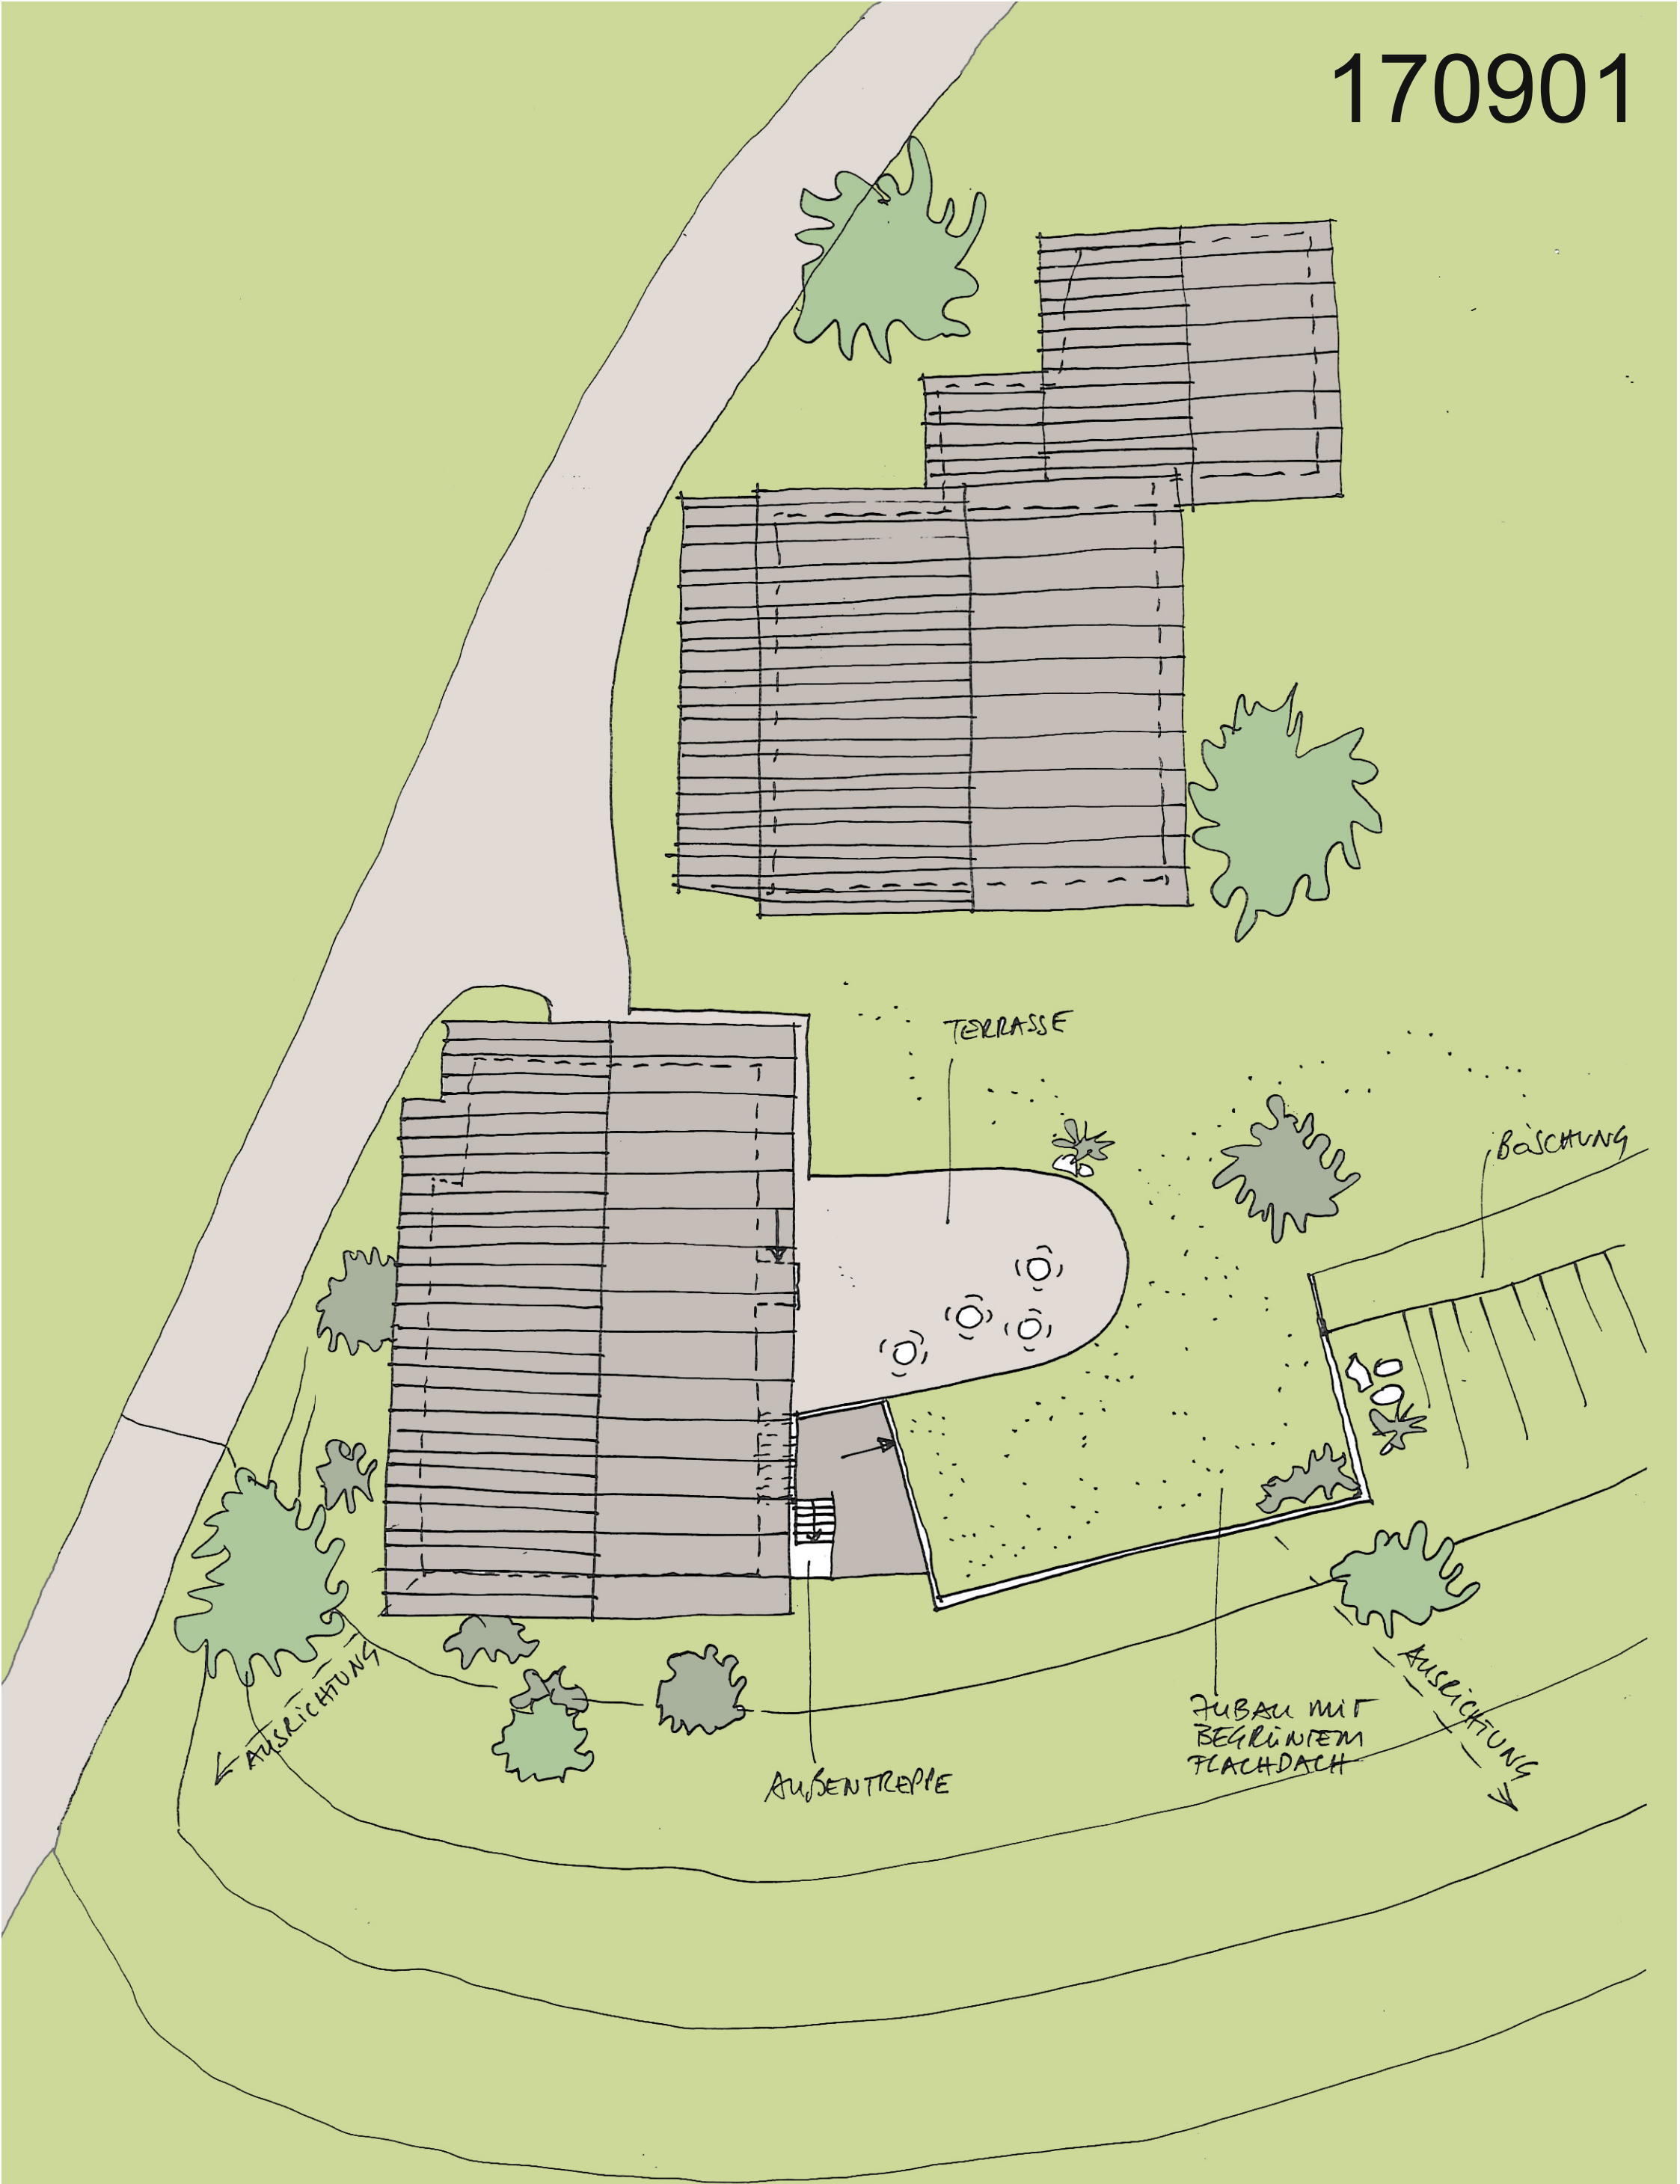 170901
TERRASSE
BÖSCHUNG
AUSRICHTUNG
AUSRICHTUNG
ZUBAU MIT
BEGRÜNTEM
FLACHDACH
AUßENTREPPE